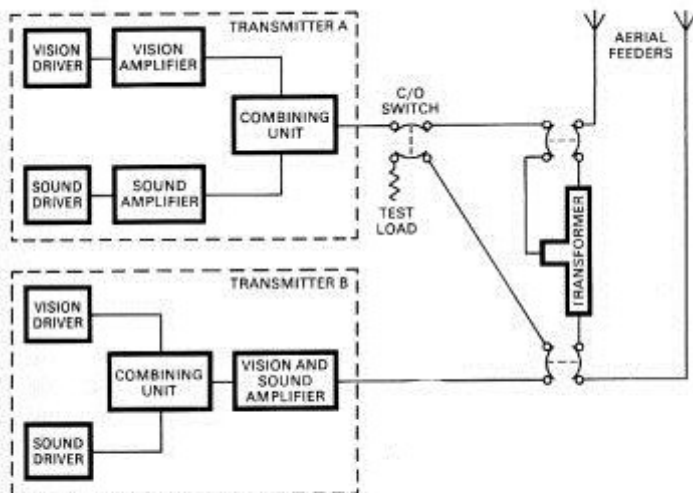 TRANSMITTER A
VISION
DRIVER
VISION
AMPLIFIER
COMBINING
UNIT
SOUND
DRIVER
SOUND
AMPLIFIER
C/O
SWITCH
TEST
LOAD
AERIAL
FEEDERS
TRANSFORMER
TRANSMITTER B
VISION
DRIVER
COMBINING
UNIT
VISION AND
SOUND
AMPLIFIER
SOUND
DRIVER